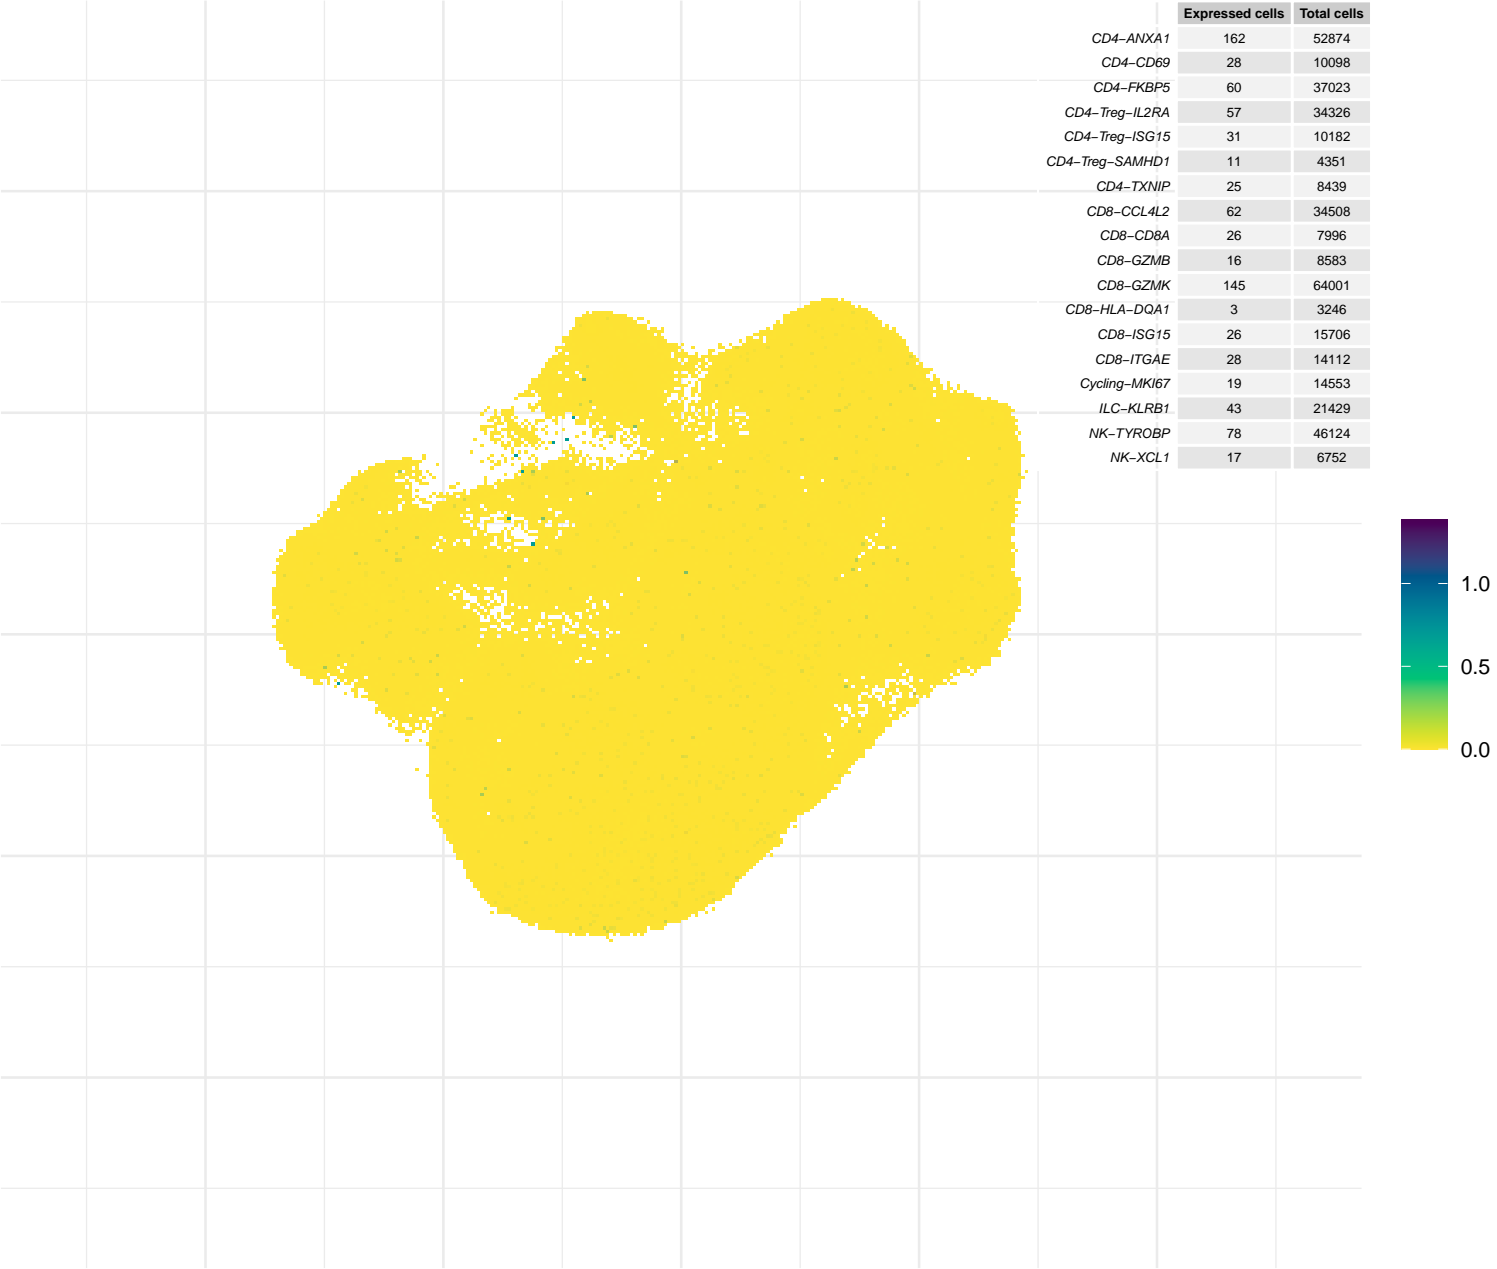 Expressed cells Total cells
CD4−ANXA1 162 52874
CD4−CD69 28 10098
CD4−FKBP5 60 37023
CD4−Treg−IL2RA 57 34326
CD4−Treg−ISG15 31 10182
CD4−Treg−SAMHD1 11 4351
CD4−TXNIP 25 8439
CD8−CCL4L2 62 34508
CD8−CD8A 26 7996
CD8−GZMB 16 8583
CD8−GZMK 145 64001
CD8−HLA−DQA1 3 3246
CD8−ISG15 26 15706
CD8−ITGAE 28 14112
Cycling−MKI67 19 14553
ILC−KLRB1 43 21429
NK−TYROBP 78 46124
NK−XCL1 17 6752
1.0
0.5
0.0